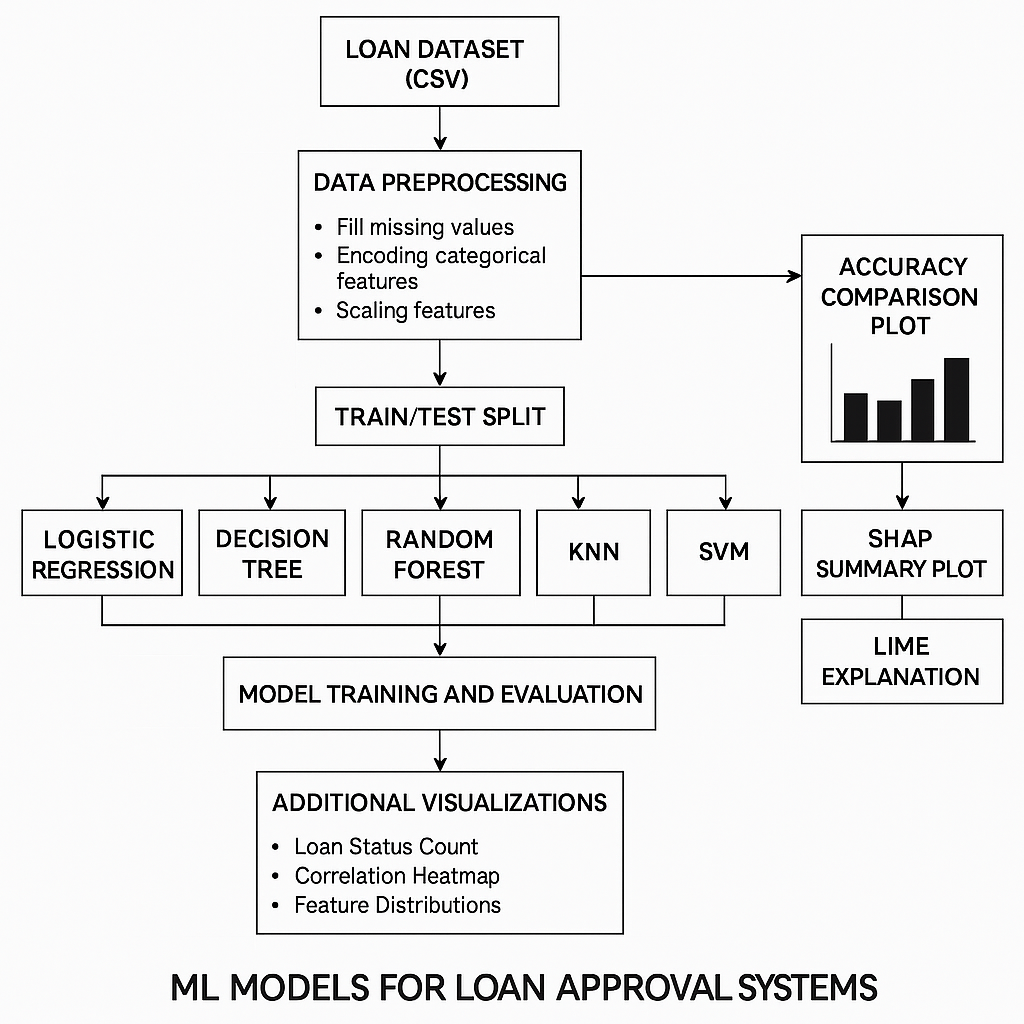 LOAN DATASET
(CSV)
DATA PREPROCESSING
• Fill missing values
• Encoding categorical
features
• Scaling features
ACCURACY
COMPARISON
PLOT
TRAIN/TEST SPLIT
LOGISTIC
REGRESSION
DECISION
TREE
RANDOM
FOREST
KNN
SVM
SHAP
SUMMARY PLOT
LIME
EXPLANATION
MODEL TRAINING AND EVALUATION
ADDITIONAL VISUALIZATIONS
• Loan Status Count
• Correlation Heatmap
• Feature Distributions
ML MODELS FOR LOAN APPROVAL SYSTEMS